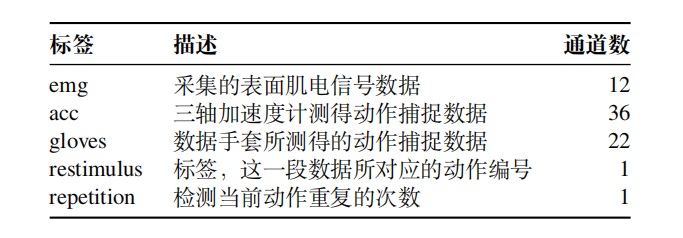 标签 描述 通道数
emg 采集的表面肌电信号数据 12
acc 三轴加速度计测得动作捕捉数据 36
gloves 数据手套所测得的动作捕捉数据 22
restimulus 标签，这一段数据所对应的动作编号 1
repetition 检测当前动作重复的次数 1